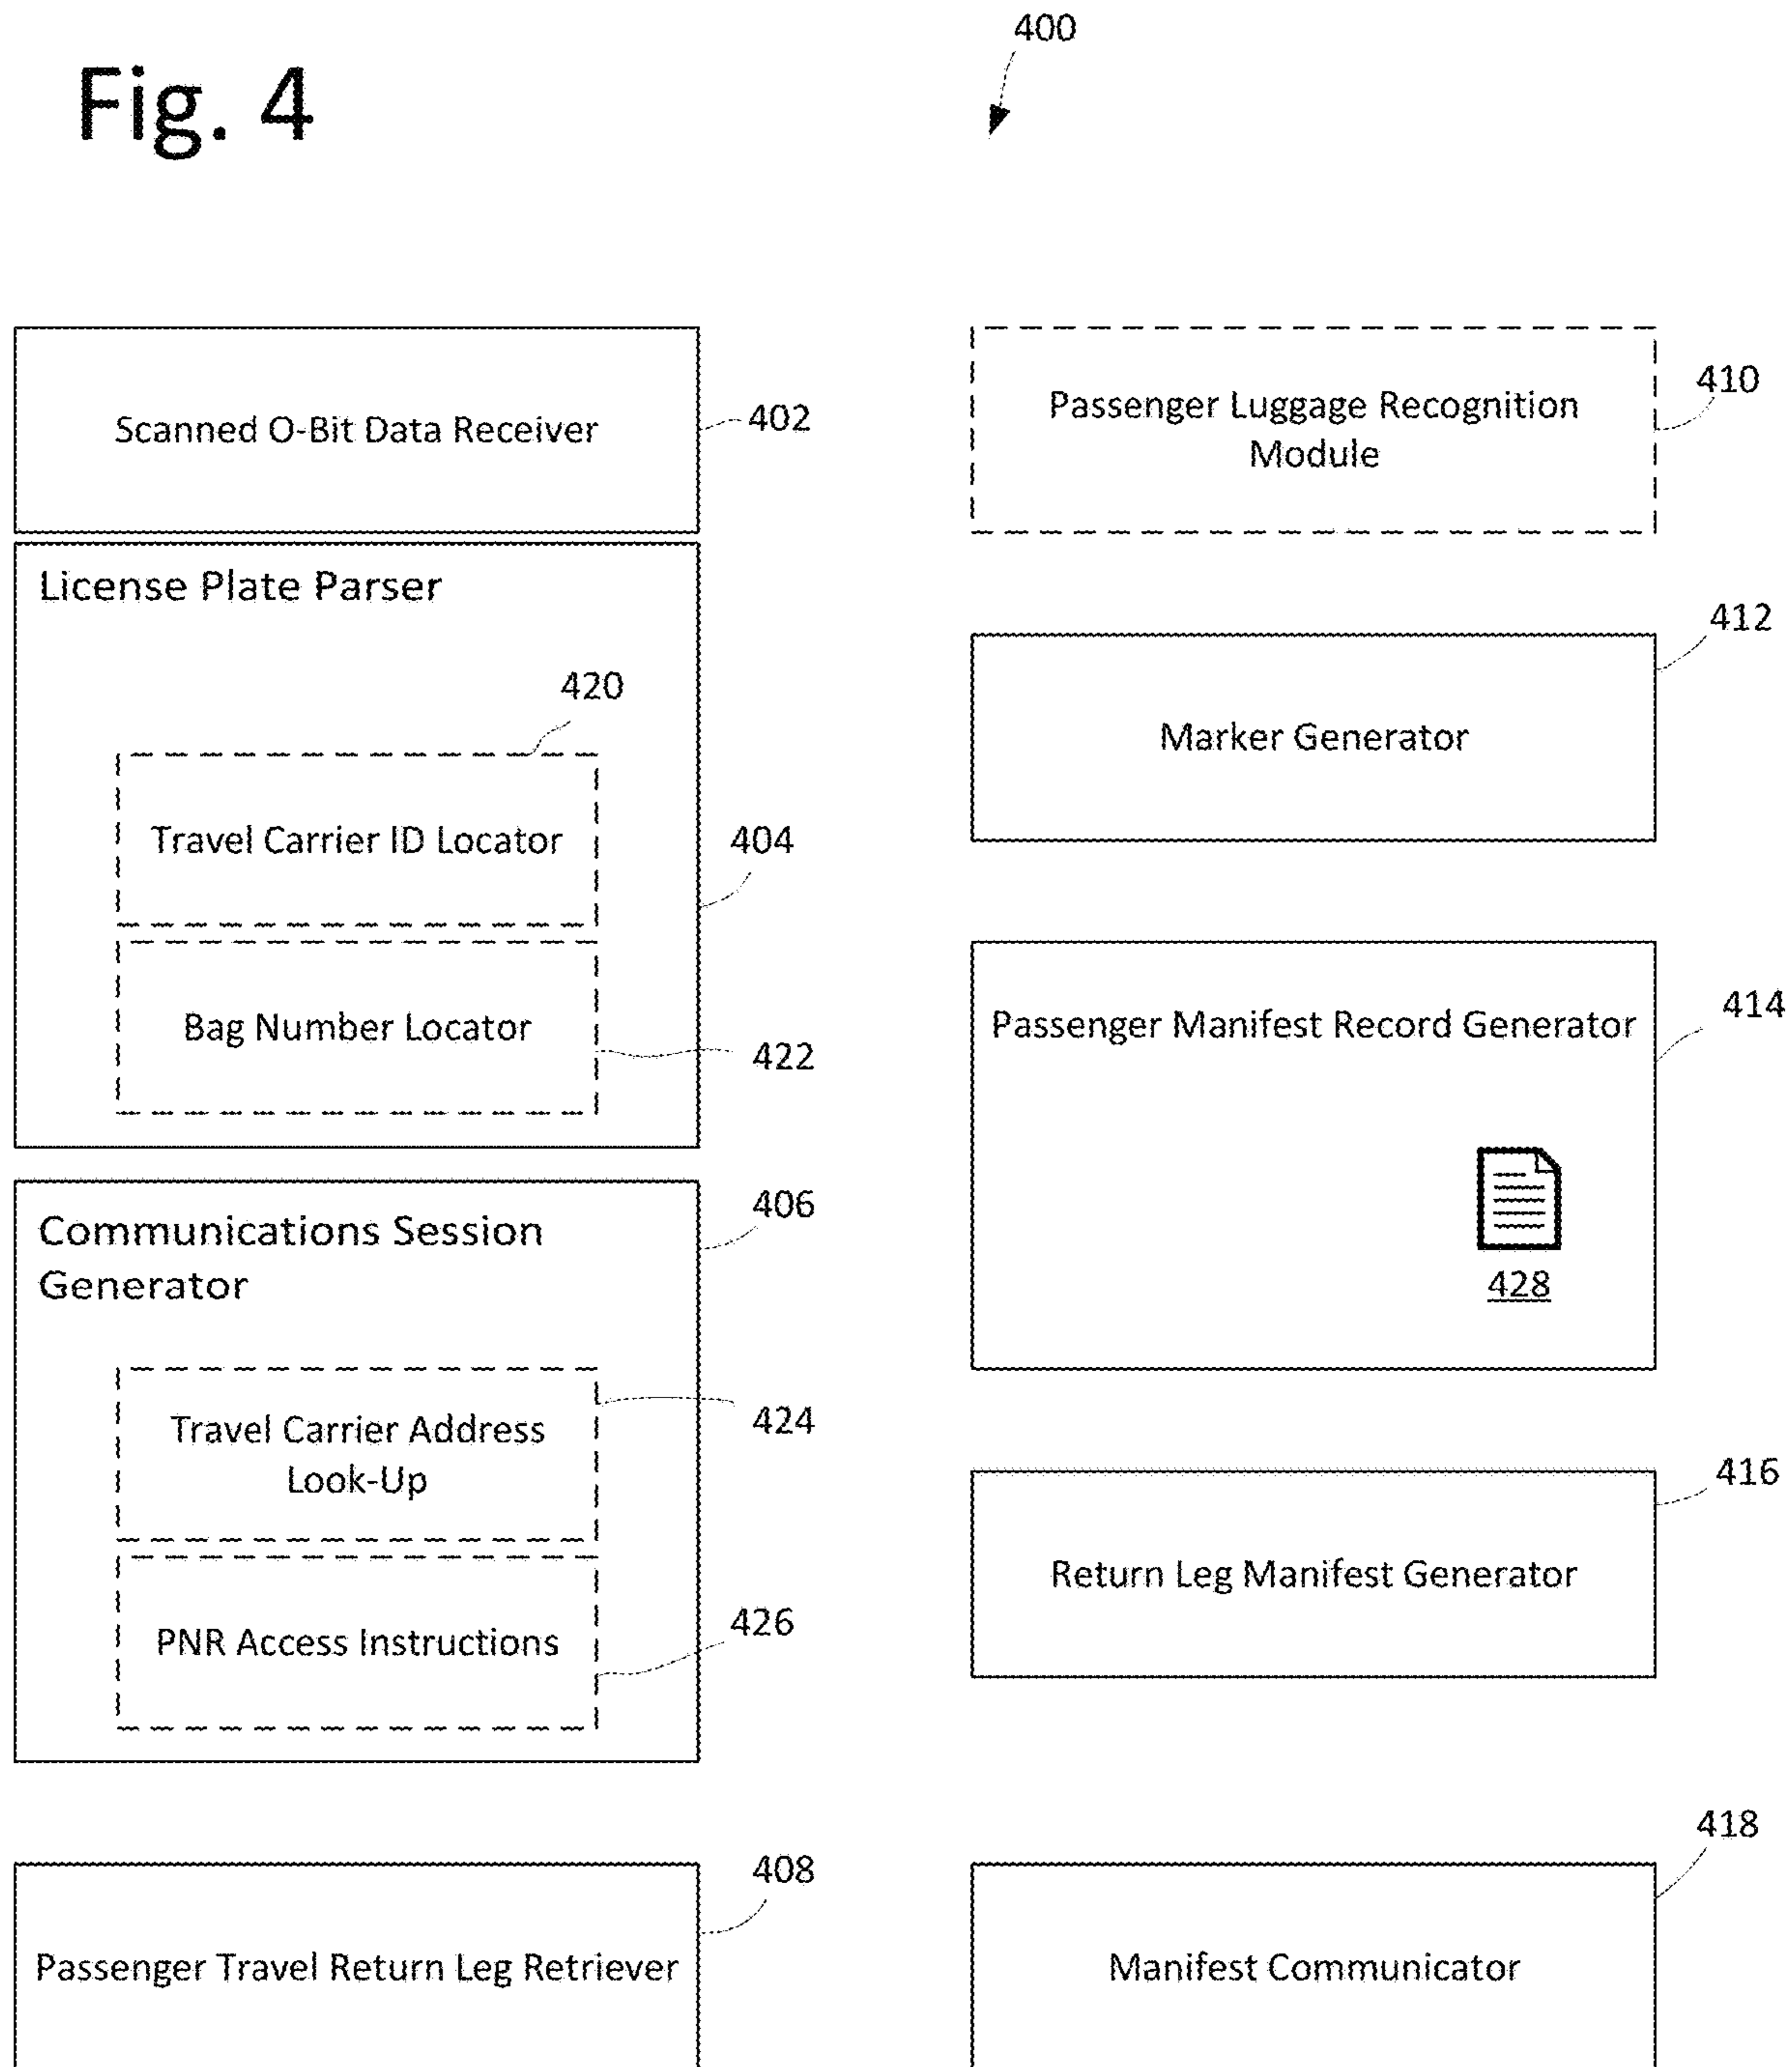 Fig. 4
400
Scanned O-Bit Data Receiver
402
License Plate Parser
420
Travel Carrier ID Locator
404
Bag Number Locator
422
Communications Session
Generator
406
Travel Carrier Address
Look-Up
424
PNR Access Instructions
426
Passenger Travel Return Leg Retriever
408
Passenger Luggage Recognition
Module
410
Marker Generator
412
Passenger Manifest Record Generator
414
428
Return Leg Manifest Generator
416
Manifest Communicator
418